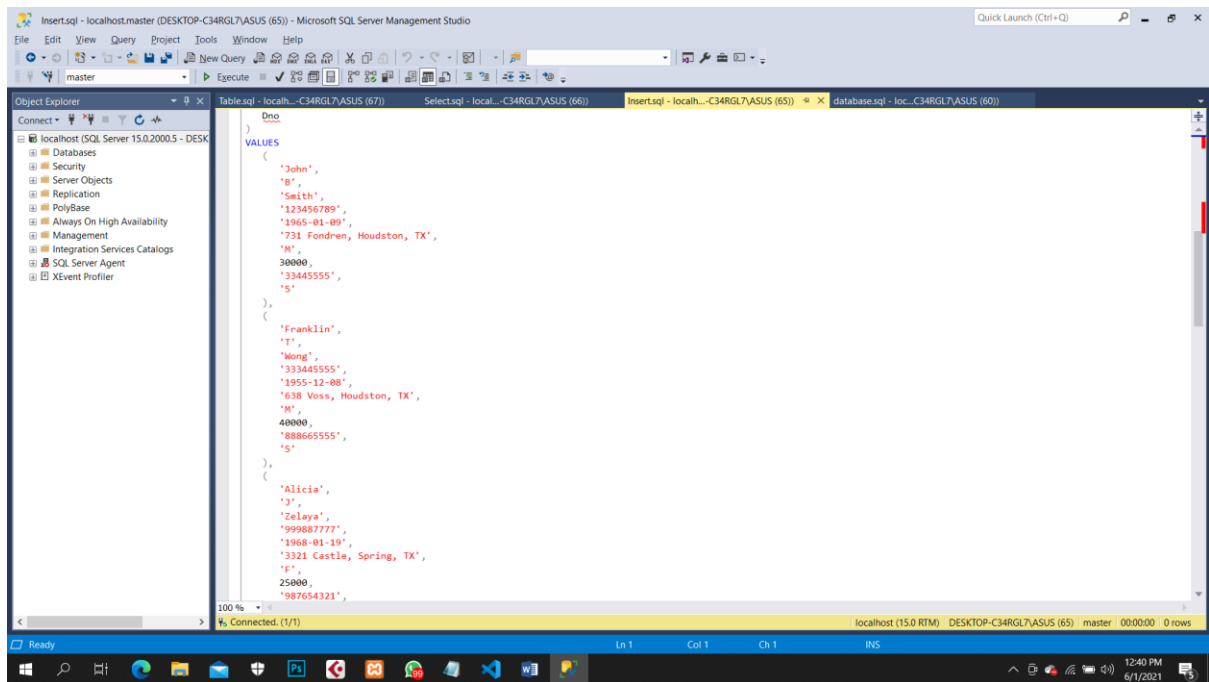 Insert.sql - localhost.master (DESKTOP-C34RGL7\ASUS (65)) - Microsoft SQL Server Management Studio
Quick Launch (Ctrl+Q)
File Edit View Query Project Tools Window Help
New Query
master
Execute
Object Explorer
Table.sql - localh...-C34RGL7\ASUS (67))
Select.sql - local...-C34RGL7\ASUS (66))
Insert.sql - localh...-C34RGL7\ASUS (65))
database.sql - loc...C34RGL7\ASUS (60))
Connect
localhost (SQL Server 15.0.2000.5 - DESK
Databases
Security
Server Objects
Replication
PolyBase
Always On High Availability
Management
Integration Services Catalogs
SQL Server Agent
XEvent Profiler
Dno
)
VALUES
(
'John',
'B',
'Smith',
'123456789',
'1965-01-09',
'731 Fondren, Houdston, TX',
'M',
30000,
'33445555',
'5'
),
(
'Franklin',
'T',
'Wong',
'333445555',
'1955-12-08',
'638 Voss, Houdston, TX',
'M',
40000,
'888665555',
'5'
),
(
'Alicia',
'J',
'Zelaya',
'999887777',
'1968-01-19',
'3321 Castle, Spring, TX',
'F',
25000,
'987654321',
100 %
Connected. (1/1)
localhost (15.0 RTM) DESKTOP-C34RGL7\ASUS (65) master 00:00:00 0 rows
Ready
Ln 1 Col 1 Ch 1 INS
Ps
12:40 PM
6/1/2021